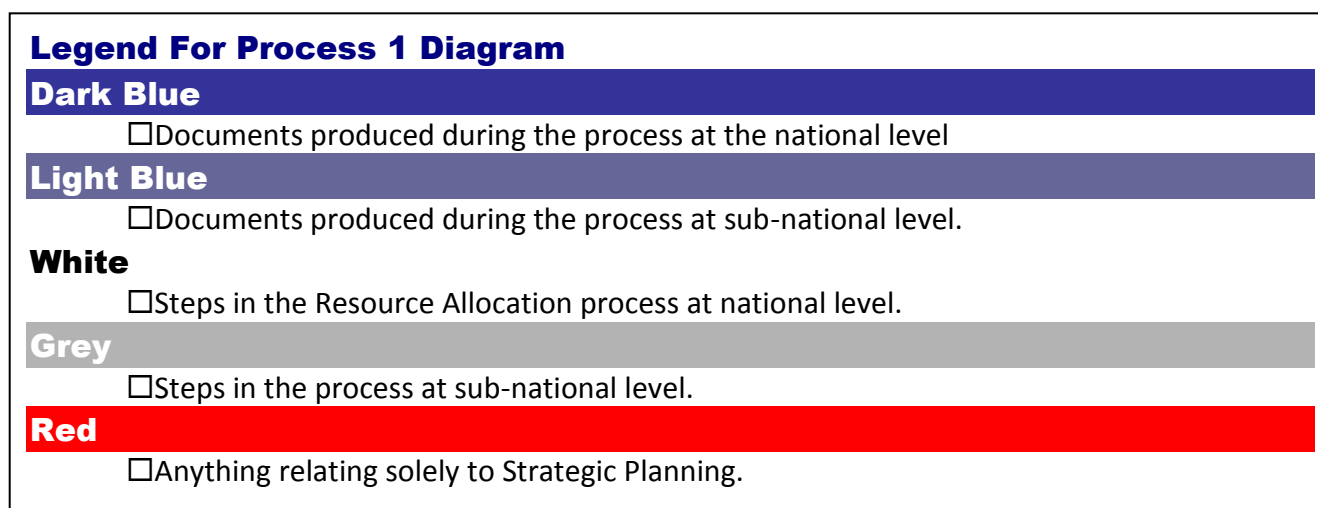 Legend For Process 1 Diagram
Dark Blue
☐Documents produced during the process at the national level
Light Blue
☐Documents produced during the process at sub-national level.
White
☐Steps in the Resource Allocation process at national level.
Grey
☐Steps in the process at sub-national level.
Red
☐Anything relating solely to Strategic Planning.